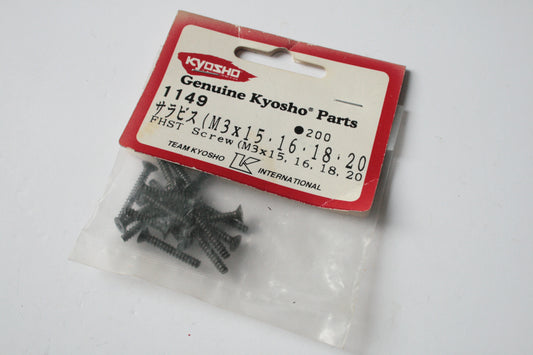 KYOSHO
Genuine Kyosho® Parts
1149
●200
サラビス(M3x15,16,18,20
FHST Screw (M3x15, 16, 18, 20
TEAM KYOSHO K INTERNATIONAL